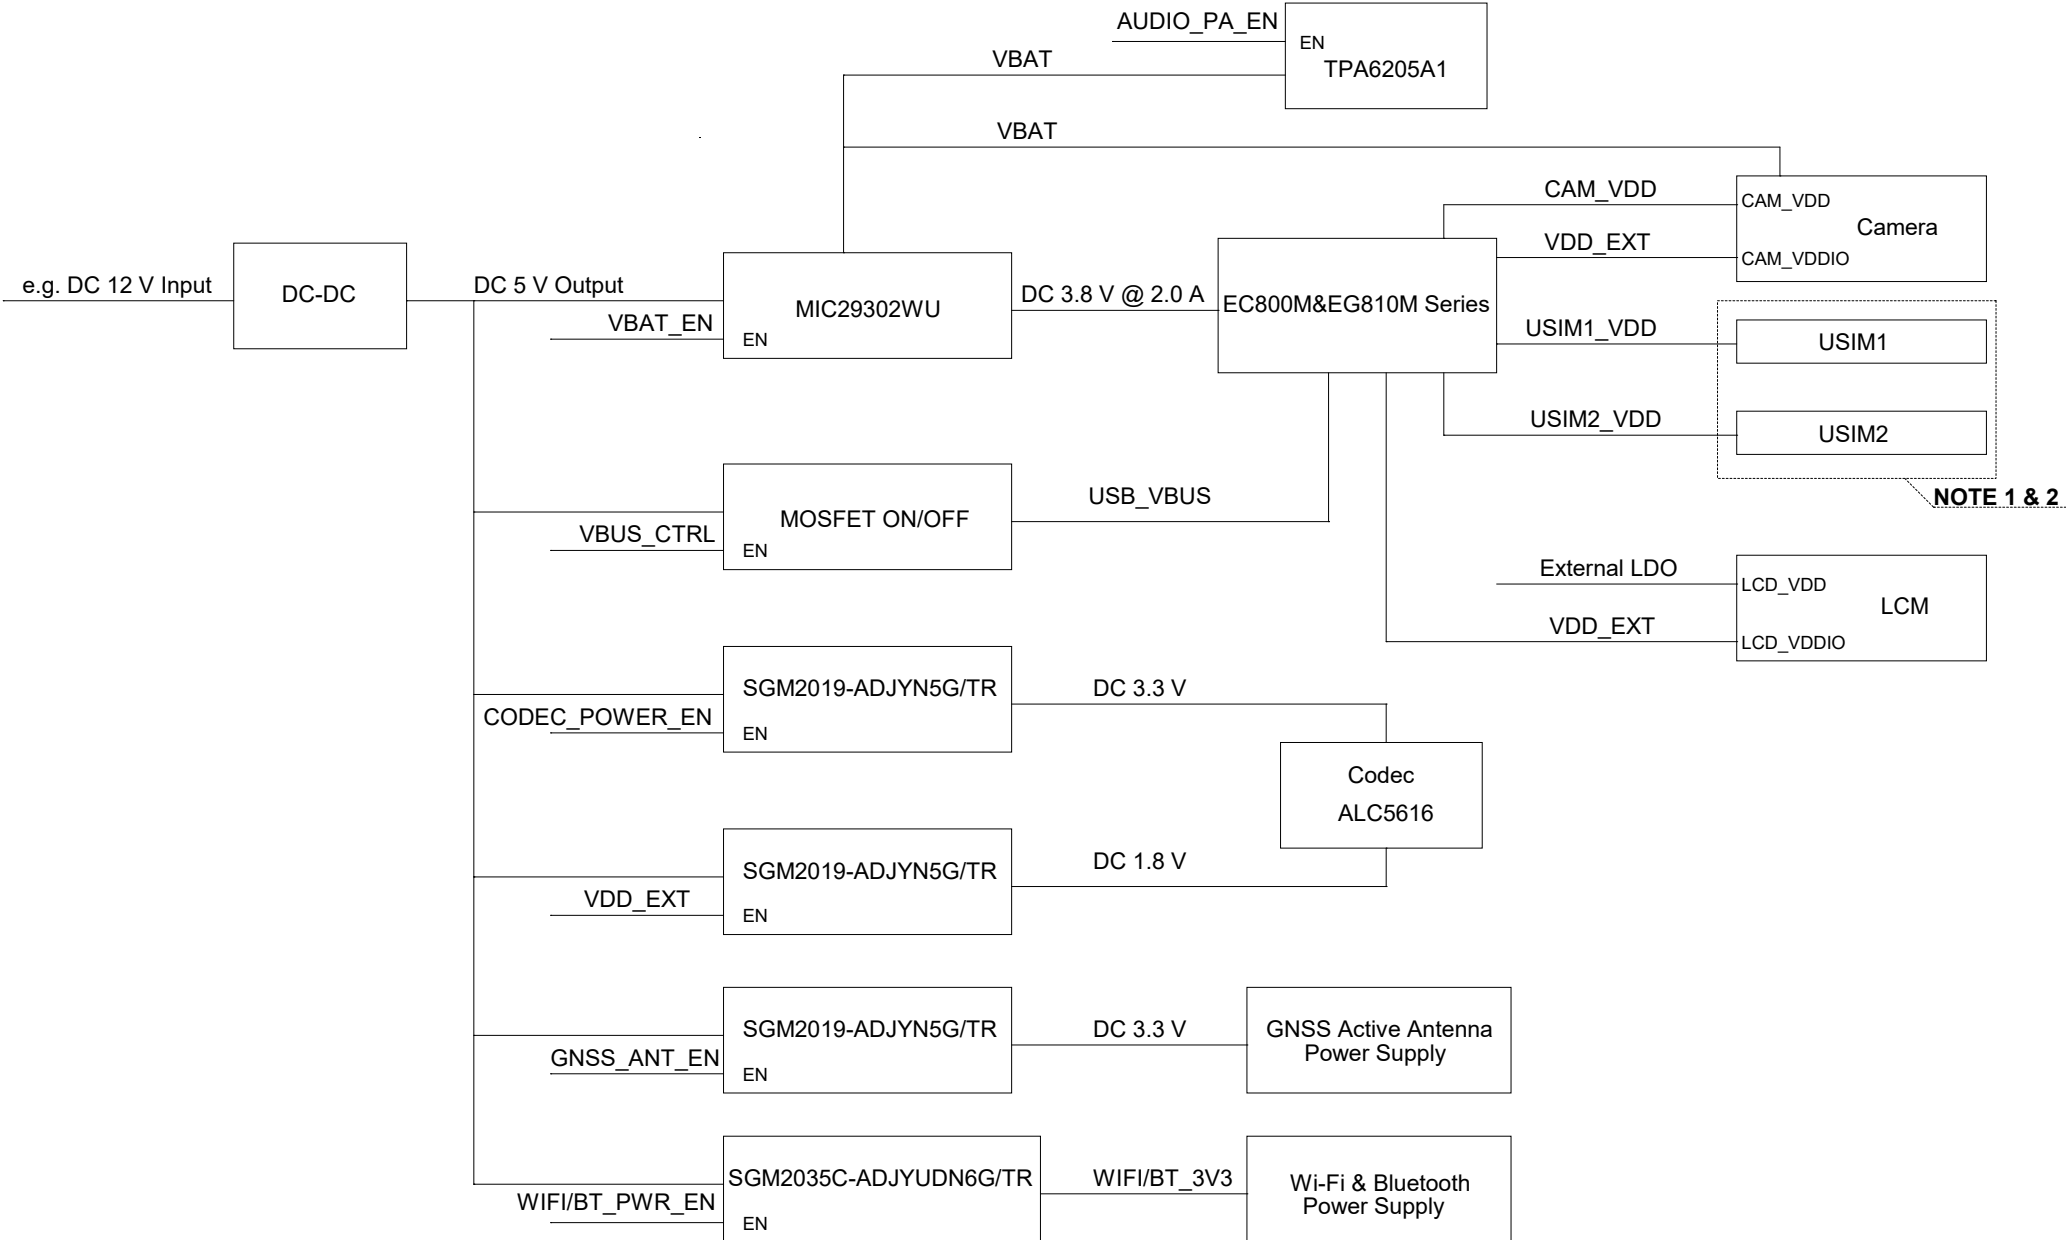 AUDIO_PA_EN
EN
TPA6205A1
VBAT
VBAT
CAM_VDD
CAM_VDD
Camera
VDD_EXT
CAM_VDDIO
e.g. DC 12 V Input
DC-DC
DC 5 V Output
MIC29302WU
VBAT_EN
EN
DC 3.8 V @ 2.0 A
EC800M&EG810M Series
USIM1_VDD
USIM1
USIM2_VDD
USIM2
NOTE 1 & 2
MOSFET ON/OFF
VBUS_CTRL
EN
USB_VBUS
External LDO
LCD_VDD
LCM
VDD_EXT
LCD_VDDIO
SGM2019-ADJYN5G/TR
CODEC_POWER_EN
EN
DC 3.3 V
Codec
ALC5616
SGM2019-ADJYN5G/TR
VDD_EXT
EN
DC 1.8 V
SGM2019-ADJYN5G/TR
GNSS_ANT_EN
EN
DC 3.3 V
GNSS Active Antenna
Power Supply
SGM2035C-ADJYUDN6G/TR
WIFI/BT_PWR_EN
EN
WIFI/BT_3V3
Wi-Fi & Bluetooth
Power Supply